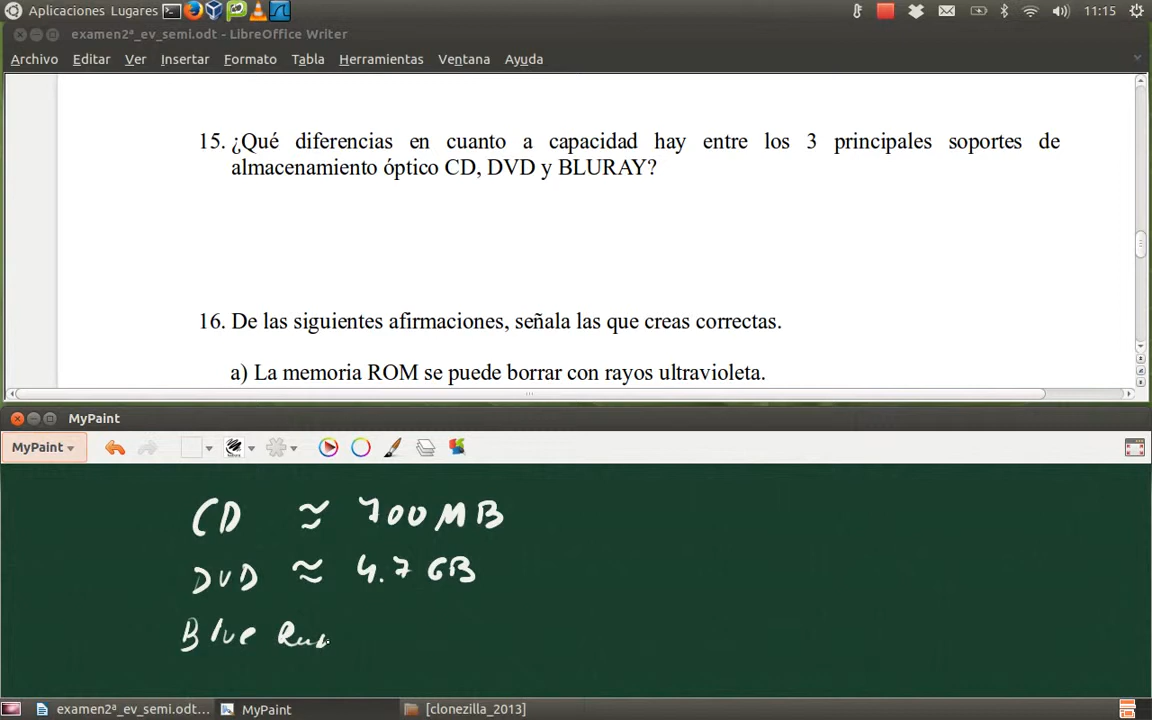 Aplicaciones Lugares 11:15
examen2ª_ev_semi.odt - LibreOffice Writer
Archivo Editar Ver Insertar Formato Tabla Herramientas Ventana Ayuda
15. ¿Qué diferencias en cuanto a capacidad hay entre los 3 principales soportes de
almacenamiento óptico CD, DVD y BLURAY?
16. De las siguientes afirmaciones, señala las que creas correctas.
a) La memoria ROM se puede borrar con rayos ultravioleta.
MyPaint
MyPaint
CD ≈ 700MB
DVD ≈ 4.7 GB
Blue
examen2ª_ev_semi.odt... MyPaint [clonezilla_2013]